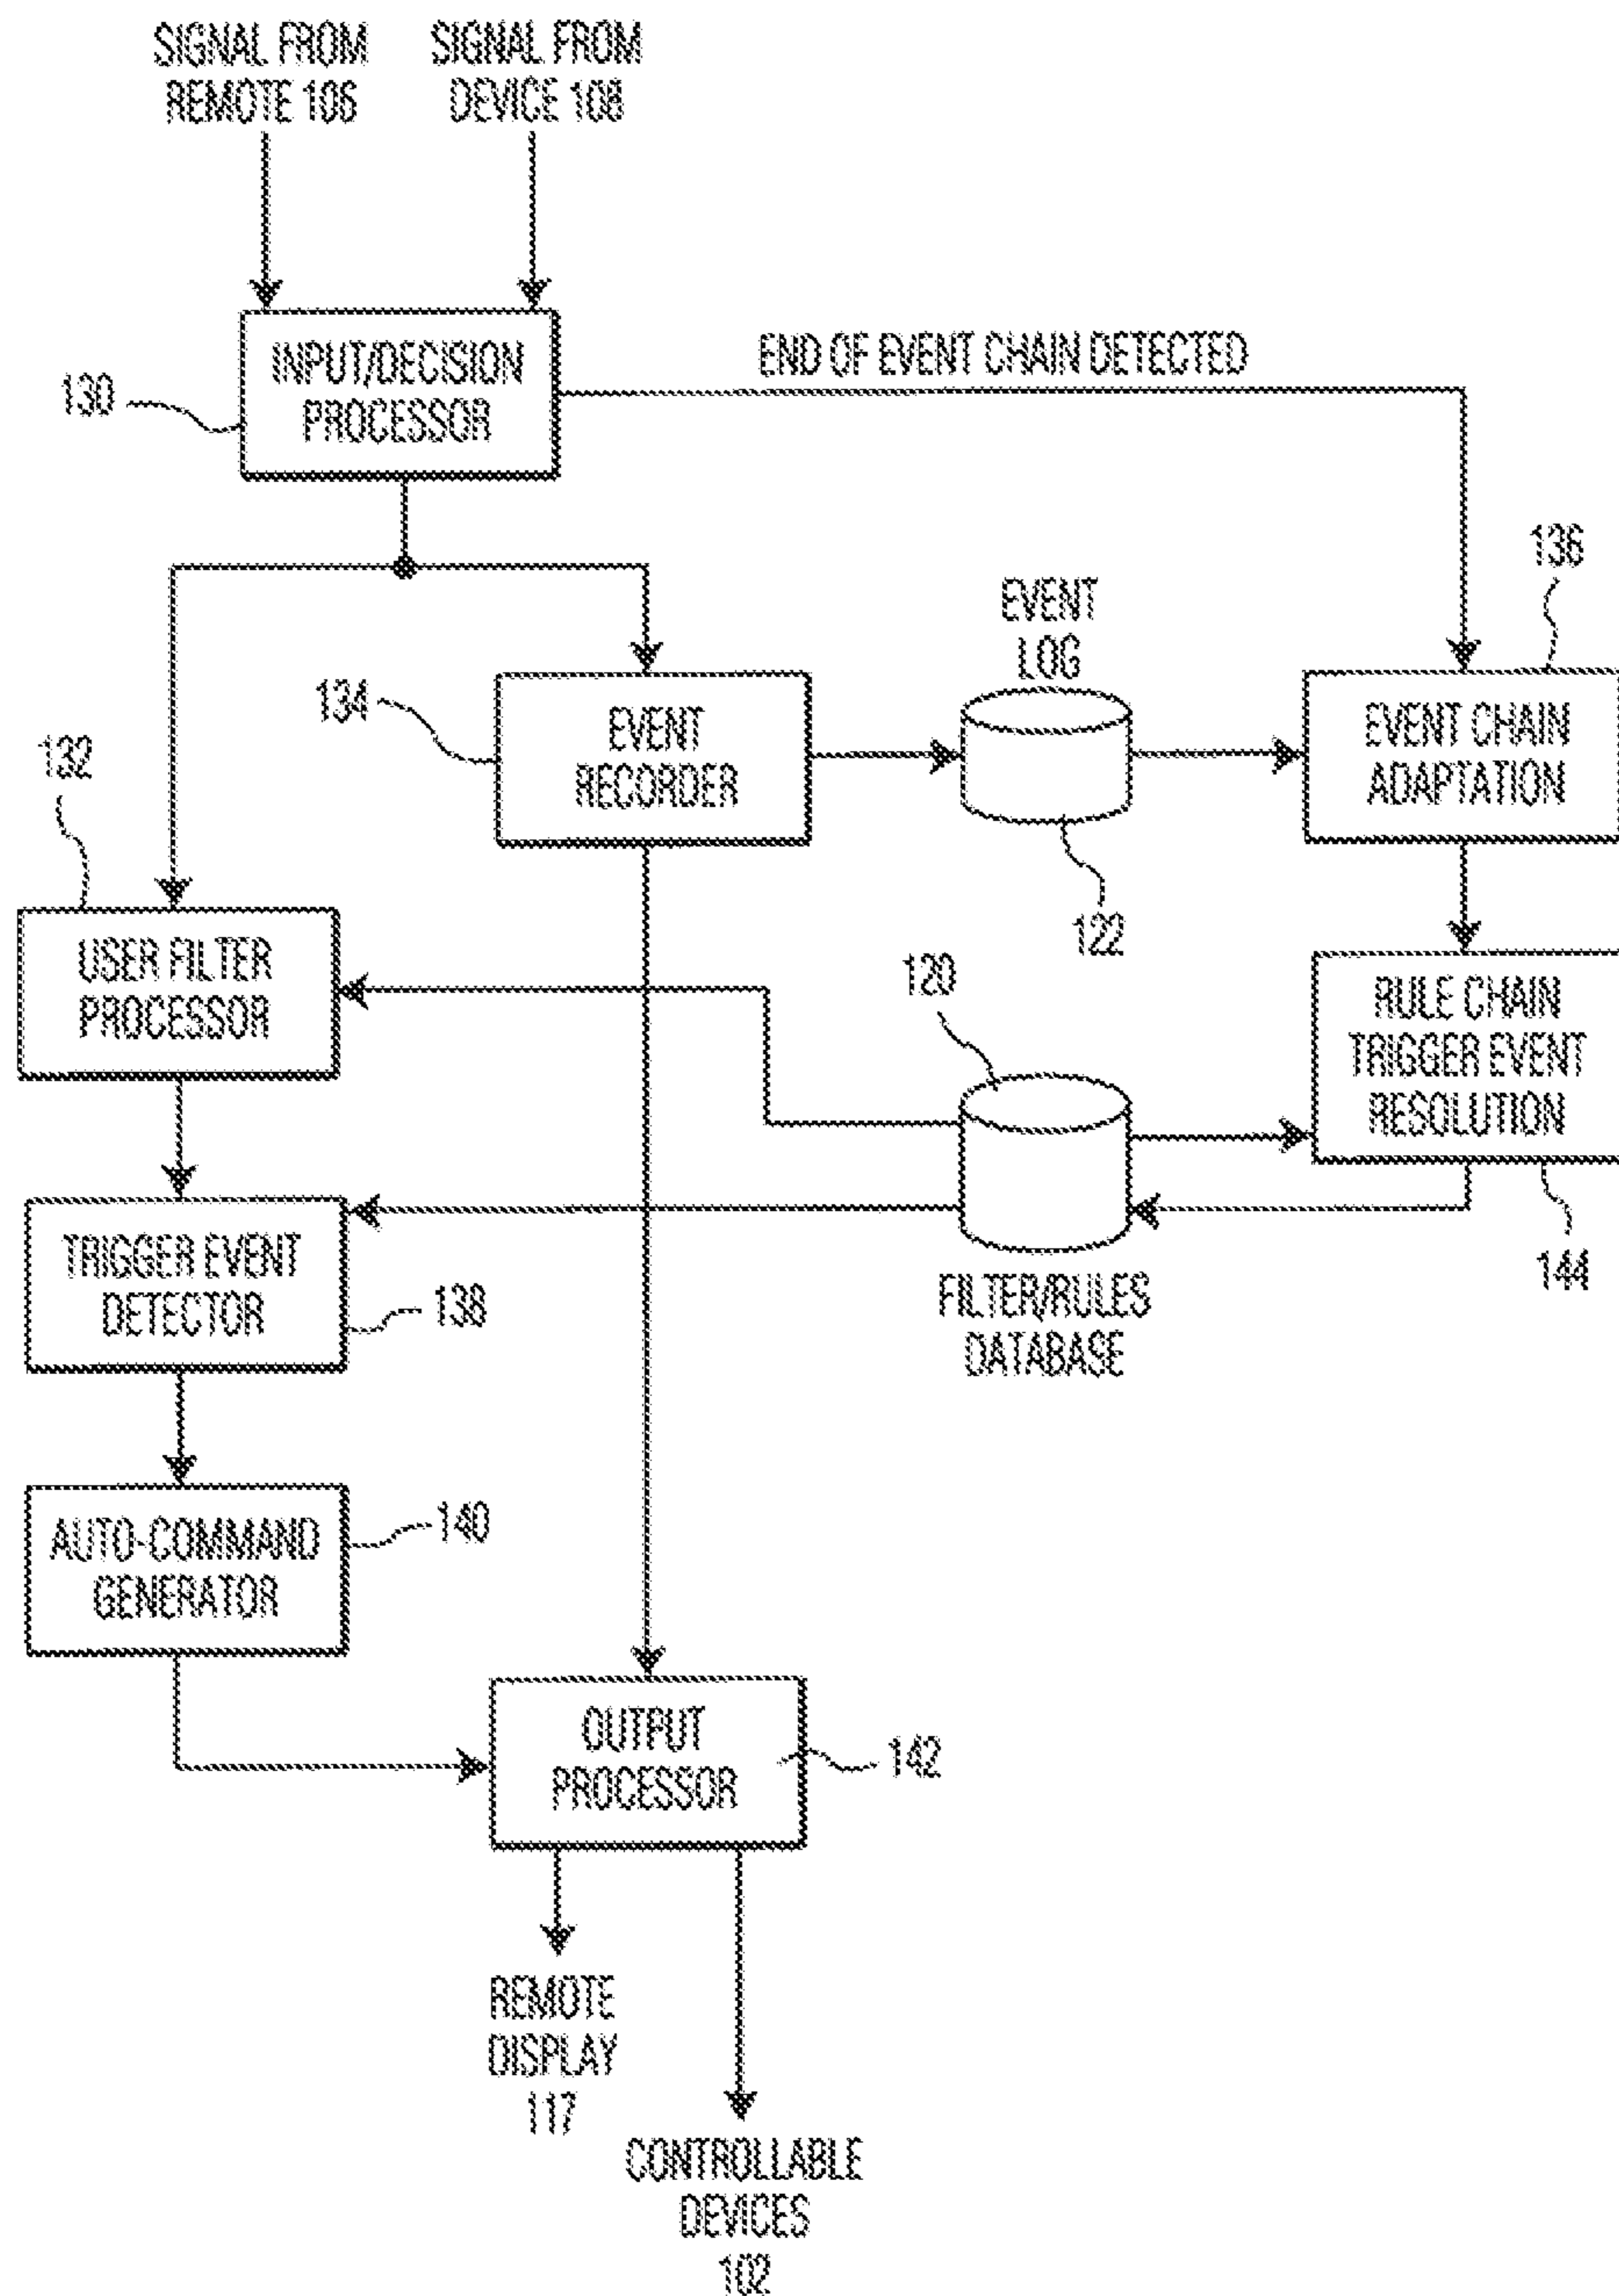 SIGNAL FROM
REMOTE 106
SIGNAL FROM
DEVICE 108
INPUT/DECISION
PROCESSOR
130
END OF EVENT CHAIN DETECTED
136
EVENT
LOG
134
EVENT
RECORDER
EVENT CHAIN
ADAPTATION
132
122
USER FILTER
PROCESSOR
120
RULE CHAIN
TRIGGER EVENT
RESOLUTION
TRIGGER EVENT
DETECTOR
138
FILTER/RULES
DATABASE
144
AUTO-COMMAND
GENERATOR
140
OUTPUT
PROCESSOR
142
REMOTE
DISPLAY
117
CONTROLLABLE
DEVICES
102